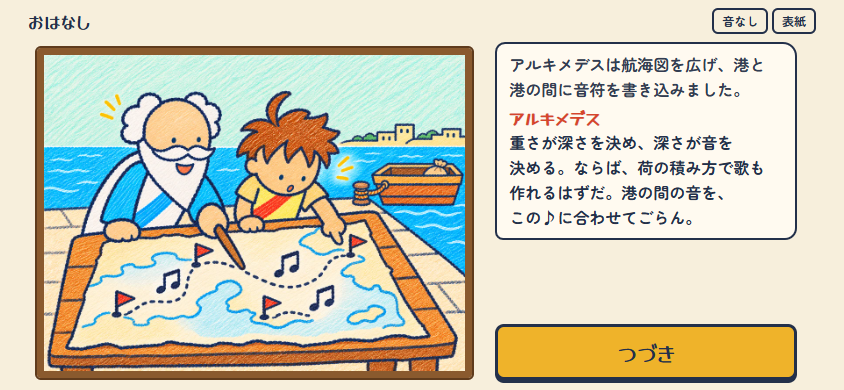 おはなし
音なし
表紙
アルキメデスは航海図を広げ、港と
港の間に音符を書き込みました。
アルキメデス
重さが深さを決め、深さが音を
決める。ならば、荷の積み方で歌も
作れるはずだ。港の間の音を、
この♪に合わせてごらん。
つづき